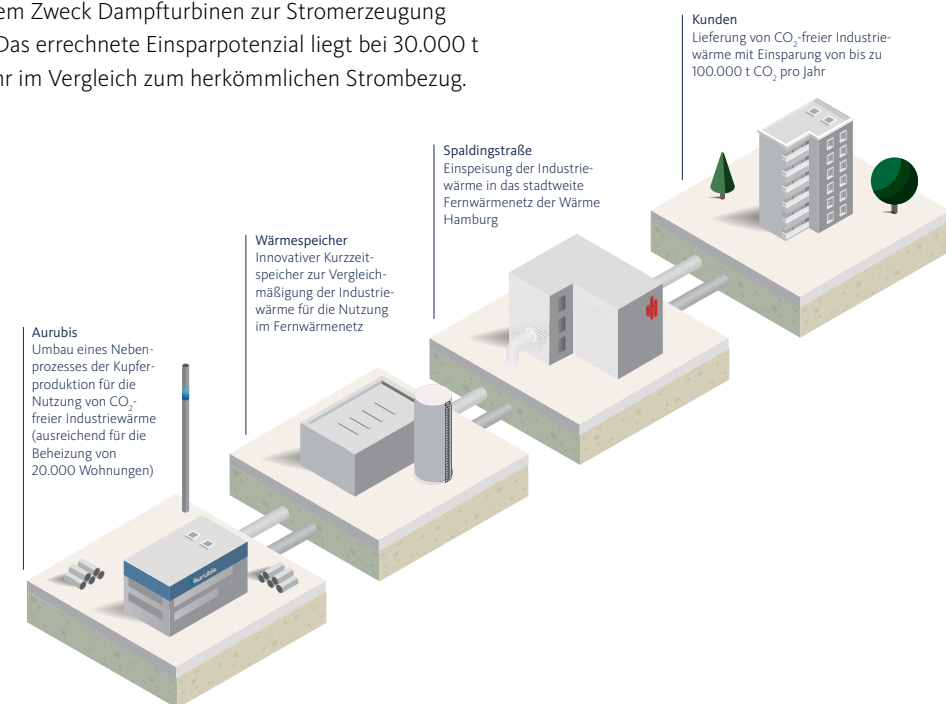 em Zweck Dampfturbinen zur Stromerzeugung
Das errechnete Einsparpotenzial liegt bei 30.000 t
hr im Vergleich zum herkömmlichen Strombezug.
Kunden
Lieferung von CO₂-freier Industrie-
wärme mit Einsparung von bis zu
100.000 t CO₂ pro Jahr
Spaldingstraße
Einspeisung der Industrie-
wärme in das stadtweite
Fernwärmenetz der Wärme
Hamburg
Wärmespeicher
Innovativer Kurzzeit-
speicher zur Vergleich-
mäßigung der Industrie-
wärme für die Nutzung
im Fernwärmenetz
Aurubis
Umbau eines Neben-
prozesses der Kupfer-
produktion für die
Nutzung von CO₂-
freier Industriewärme
(ausreichend für die
Beheizung von
20.000 Wohnungen)
Aurubis